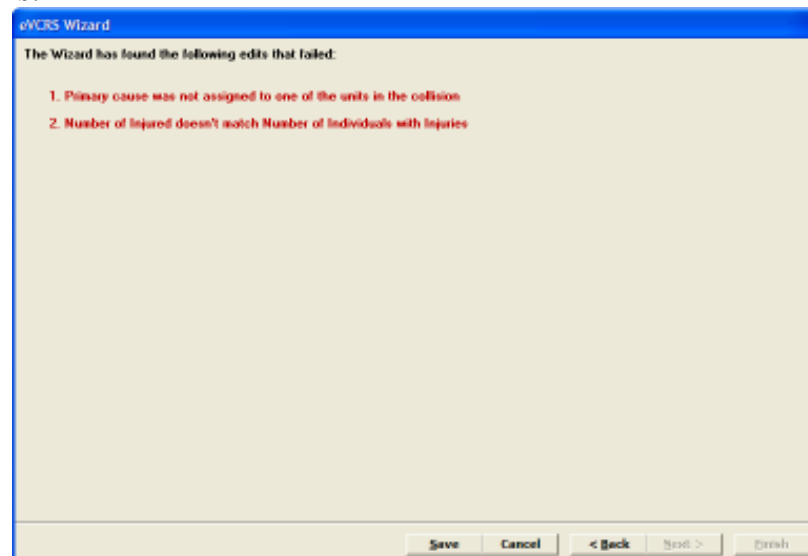 eVCRS Wizard
The Wizard has found the following edits that failed:
1. Primary cause was not assigned to one of the units in the collision
2. Number of Injured doesn't match Number of Individuals with Injuries
Save Cancel < Back Next > Finish